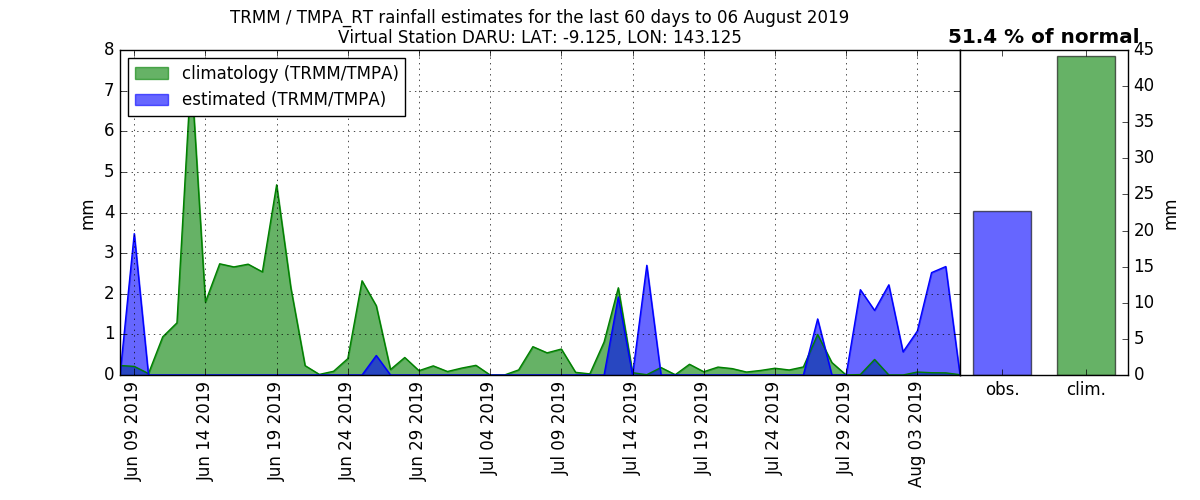 TRMM / TMPA_RT rainfall estimates for the last 60 days to 06 August 2019
Virtual Station DARU: LAT: -9.125, LON: 143.125
51.4 % of normal
climatology (TRMM/TMPA)
estimated (TRMM/TMPA)
8
7
6
5
4
3
2
1
0
mm
Jun 09 2019
Jun 14 2019
Jun 19 2019
Jun 24 2019
Jun 29 2019
Jul 04 2019
Jul 09 2019
Jul 14 2019
Jul 19 2019
Jul 24 2019
Jul 29 2019
Aug 03 2019
obs.
clim.
45
40
35
30
25
20
15
10
5
0
mm